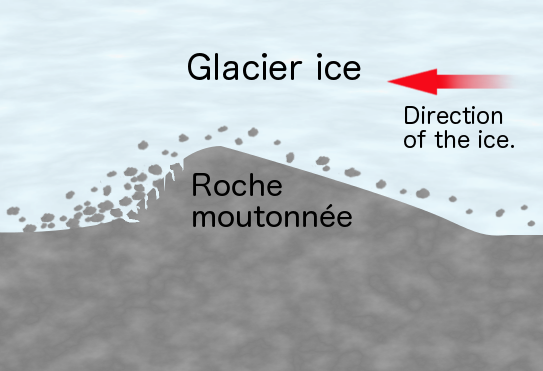 Glacier ice
Direction
of the ice.
Roche
moutonnée